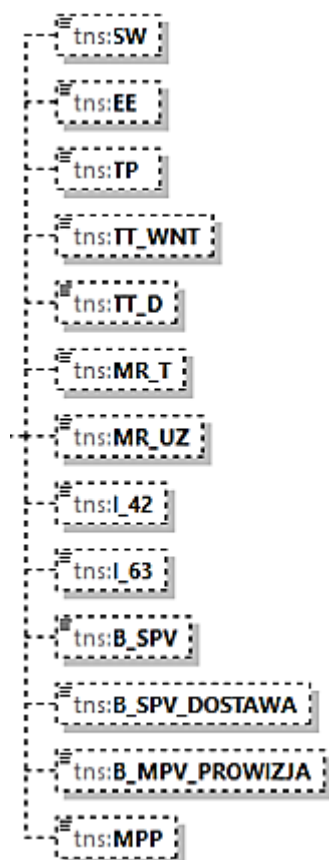 tns:SW
tns:EE
tns:TP
tns:TT_WNT
tns:TT_D
tns:MR_T
tns:MR_UZ
tns:I_42
tns:I_63
tns:B_SPV
tns:B_SPV_DOSTAWA
tns:B_MPV_PROWIZJA
tns:MPP